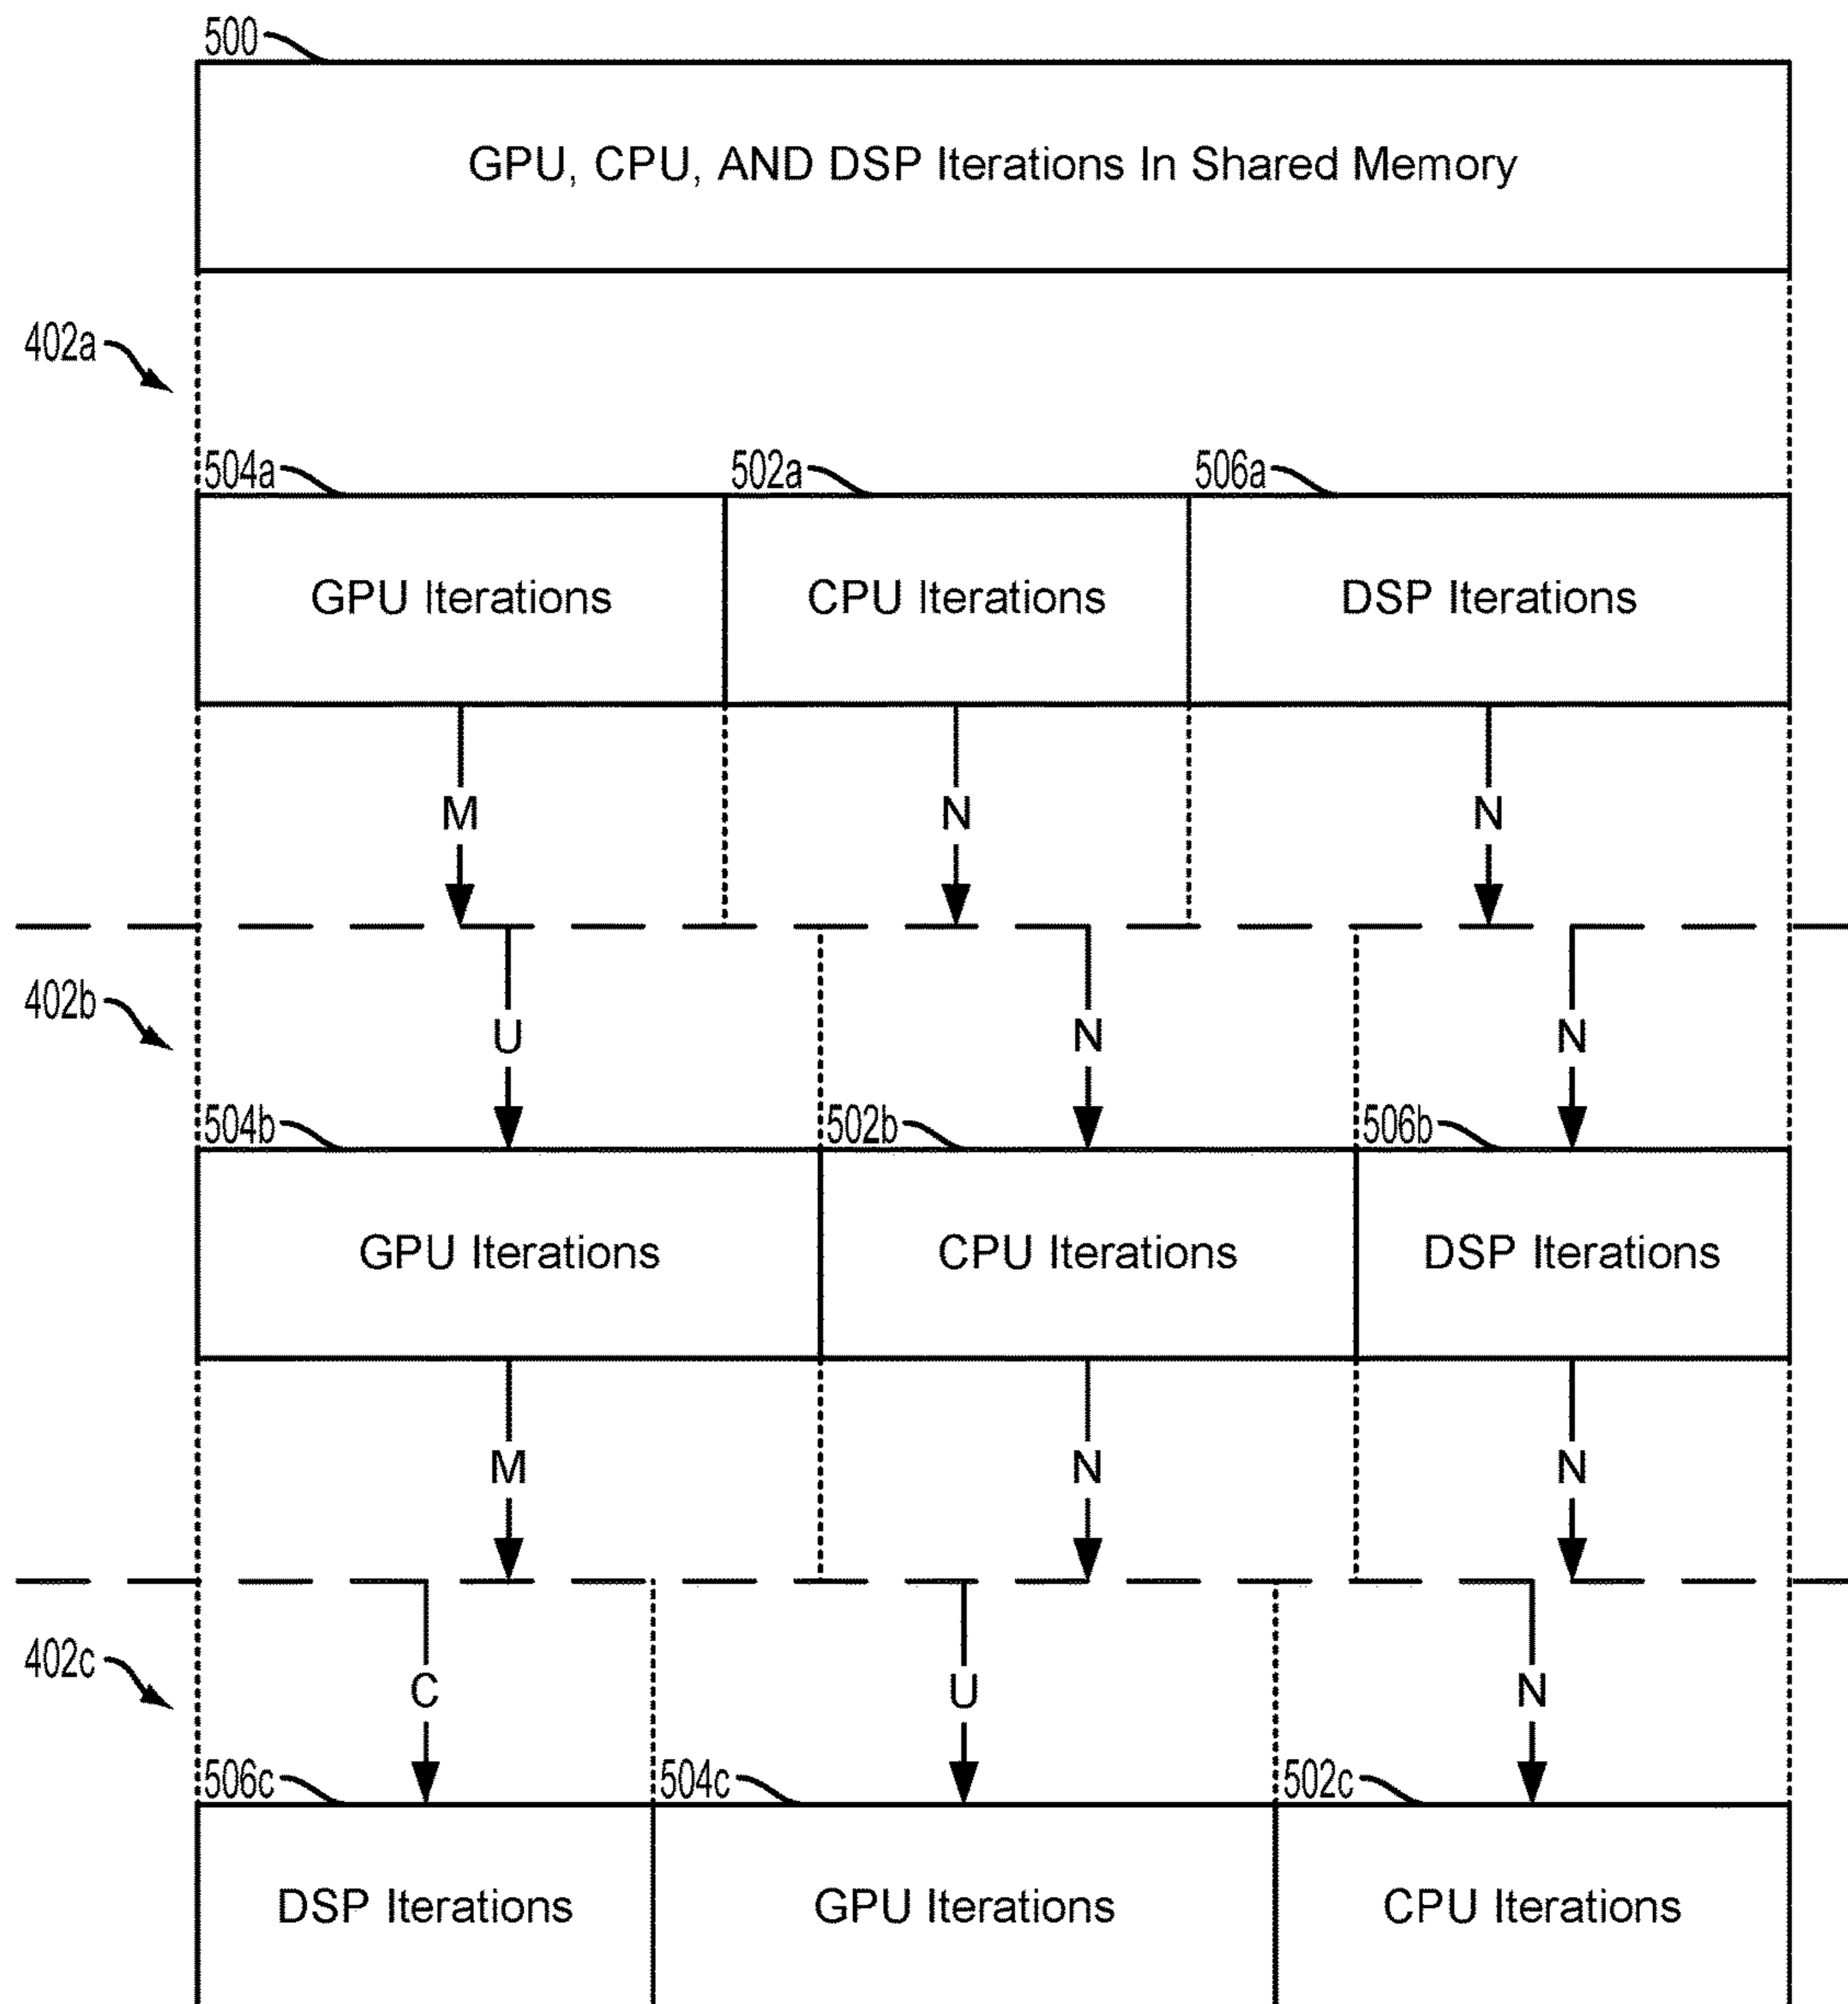 500
GPU, CPU, AND DSP Iterations In Shared Memory
402a
504a 502a 506a
GPU Iterations CPU Iterations DSP Iterations
M N N
402b
U N N
504b 502b 506b
GPU Iterations CPU Iterations DSP Iterations
M N N
402c
C U N
506c 504c 502c
DSP Iterations GPU Iterations CPU Iterations